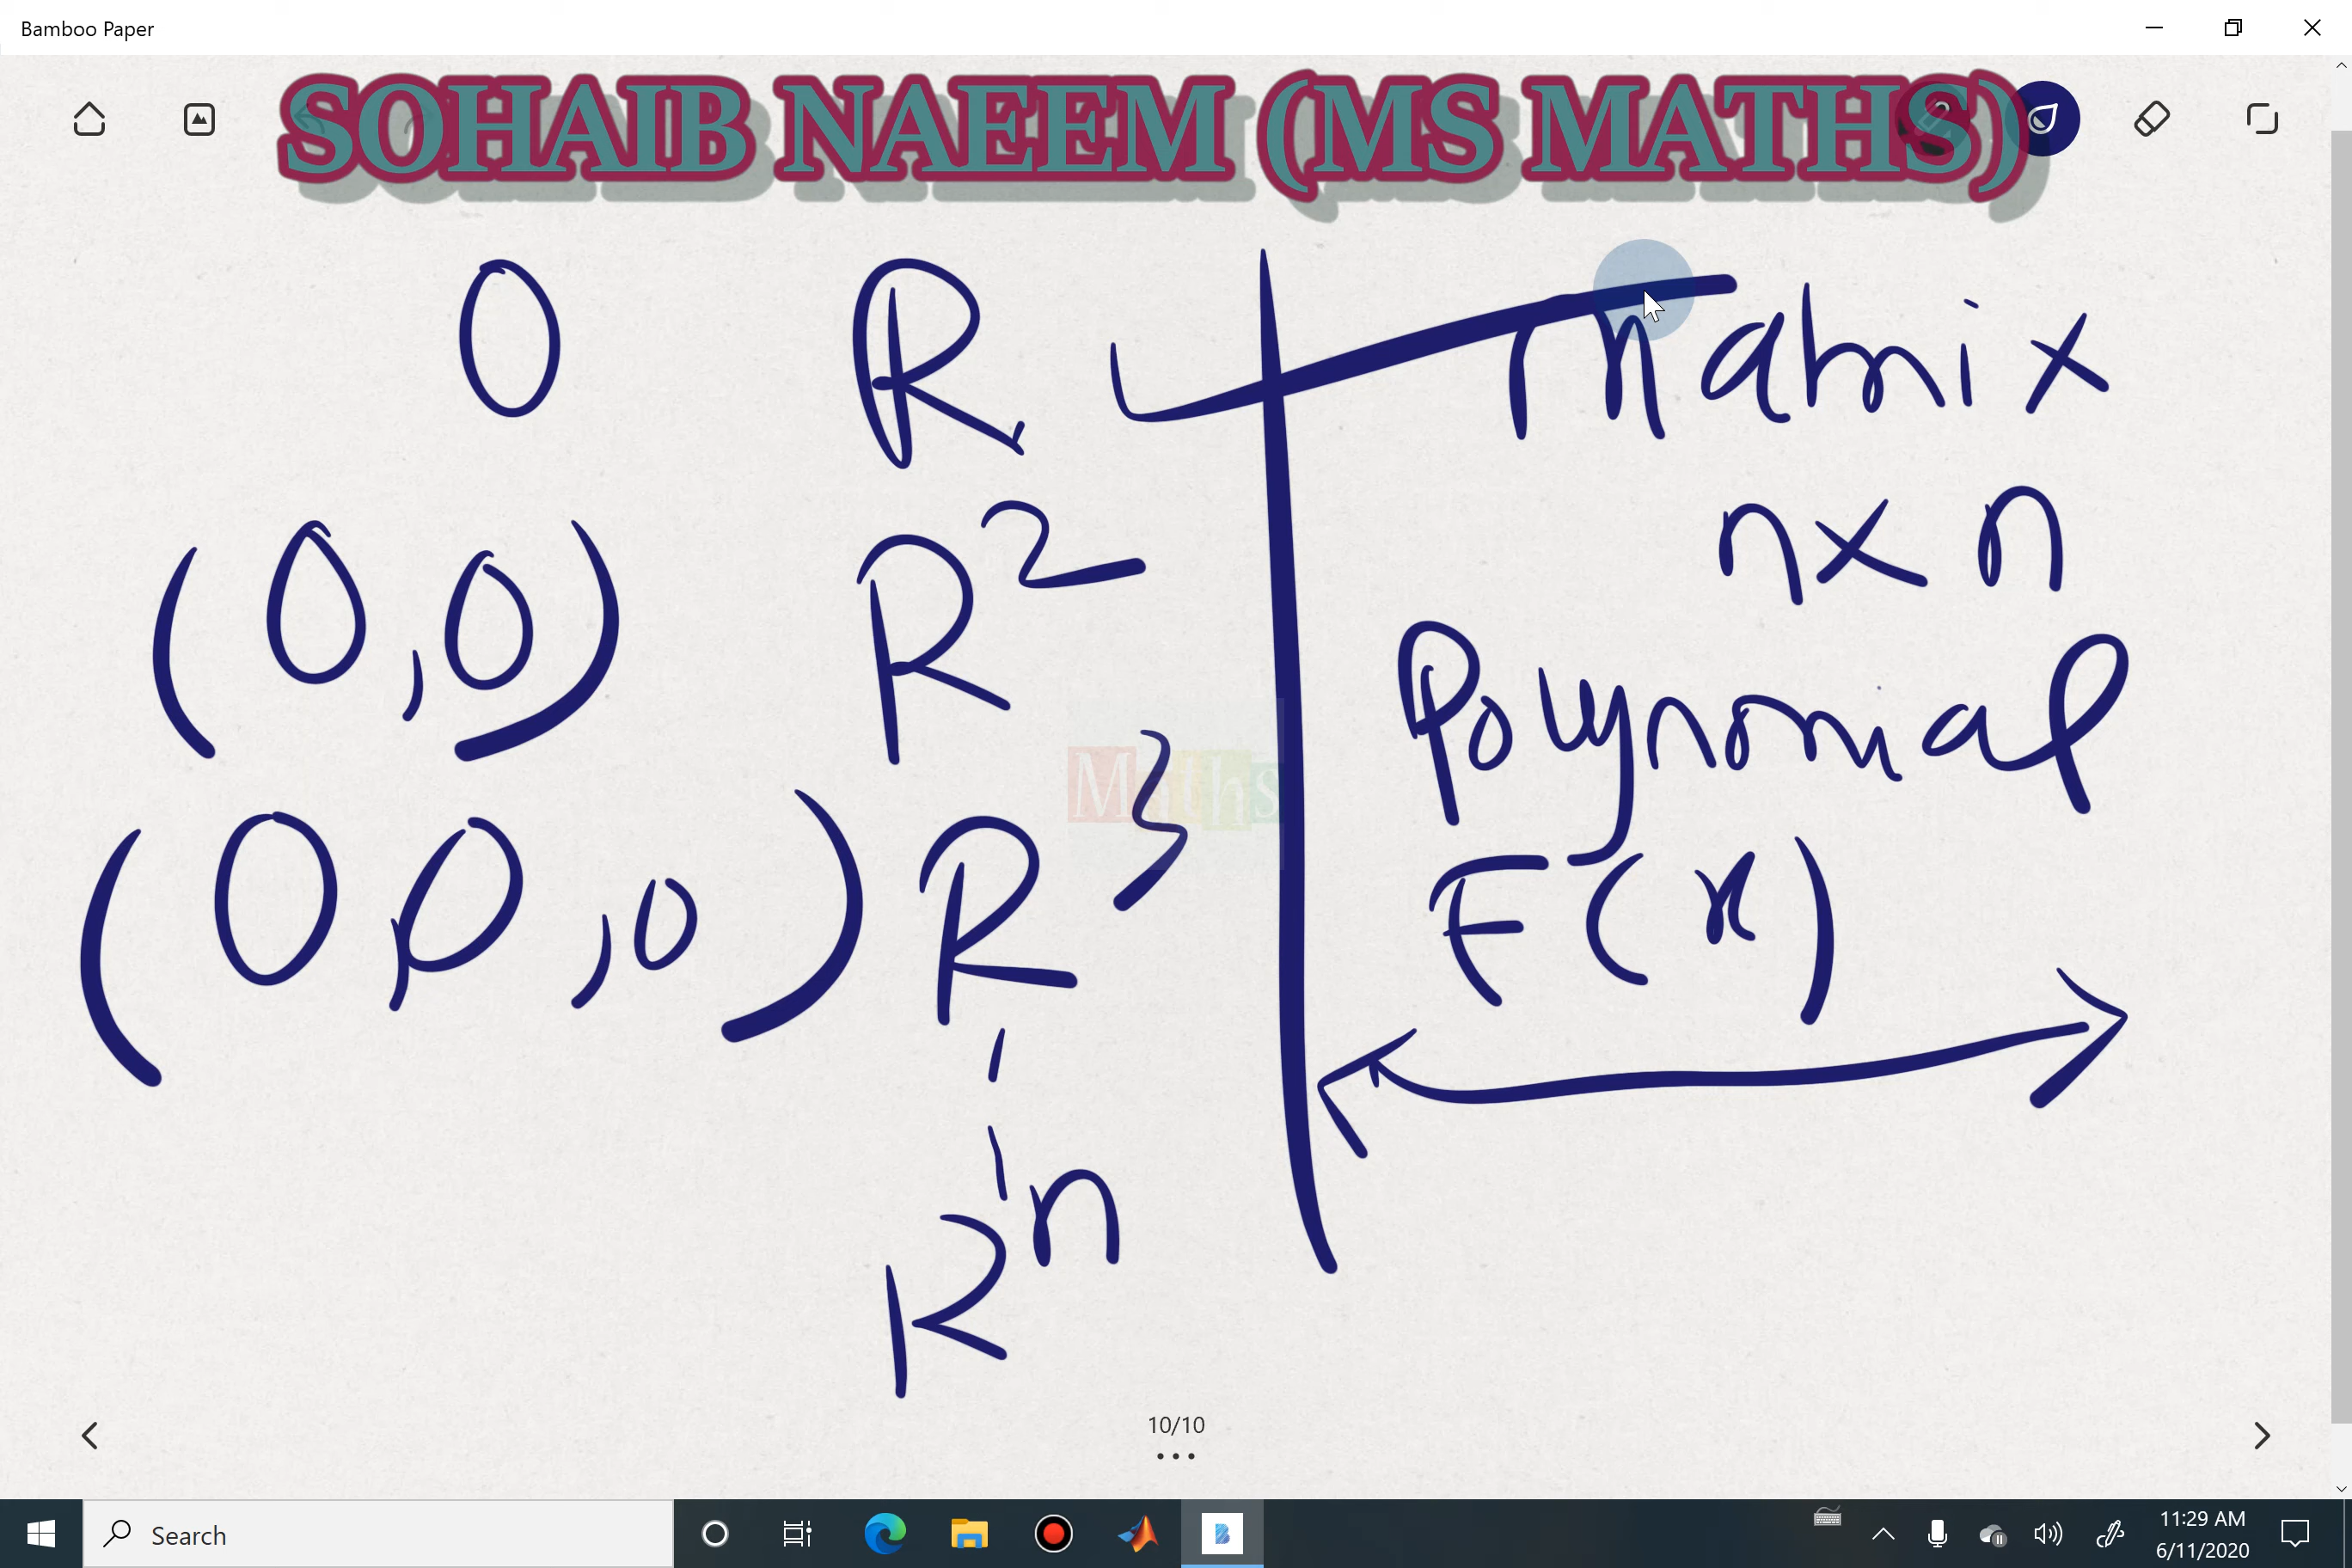 Bamboo Paper
SOHAIB NAEEM (MS MATHS)
0 R
(0,0) R²
(0,0,0) R³
Rⁿ
Matrix
n×n
Polynomial
F(x)
Maths
10/10
Search
11:29 AM
6/11/2020